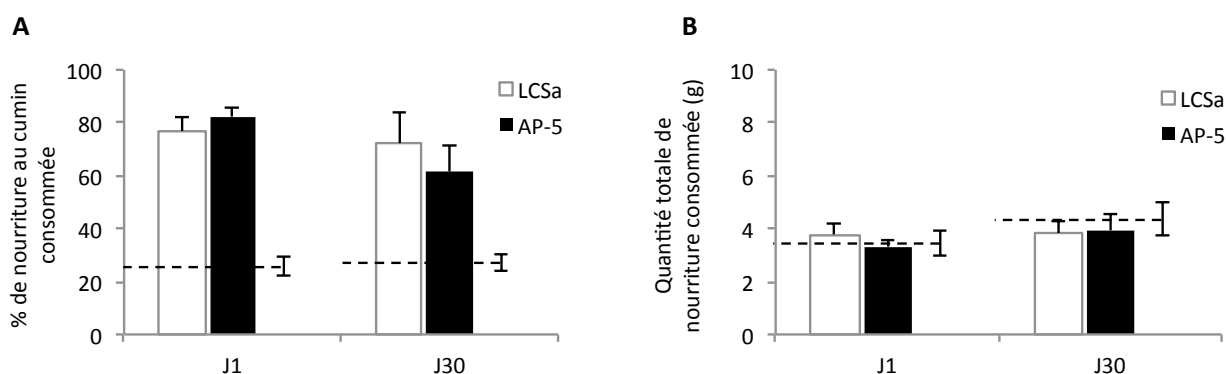 A
% de nourriture au cumin
consommée
100
80
60
40
20
0
J1
J30
LCSa
AP-5
B
Quantité totale de
nourriture consommée (g)
10
8
6
4
2
0
J1
J30
LCSa
AP-5